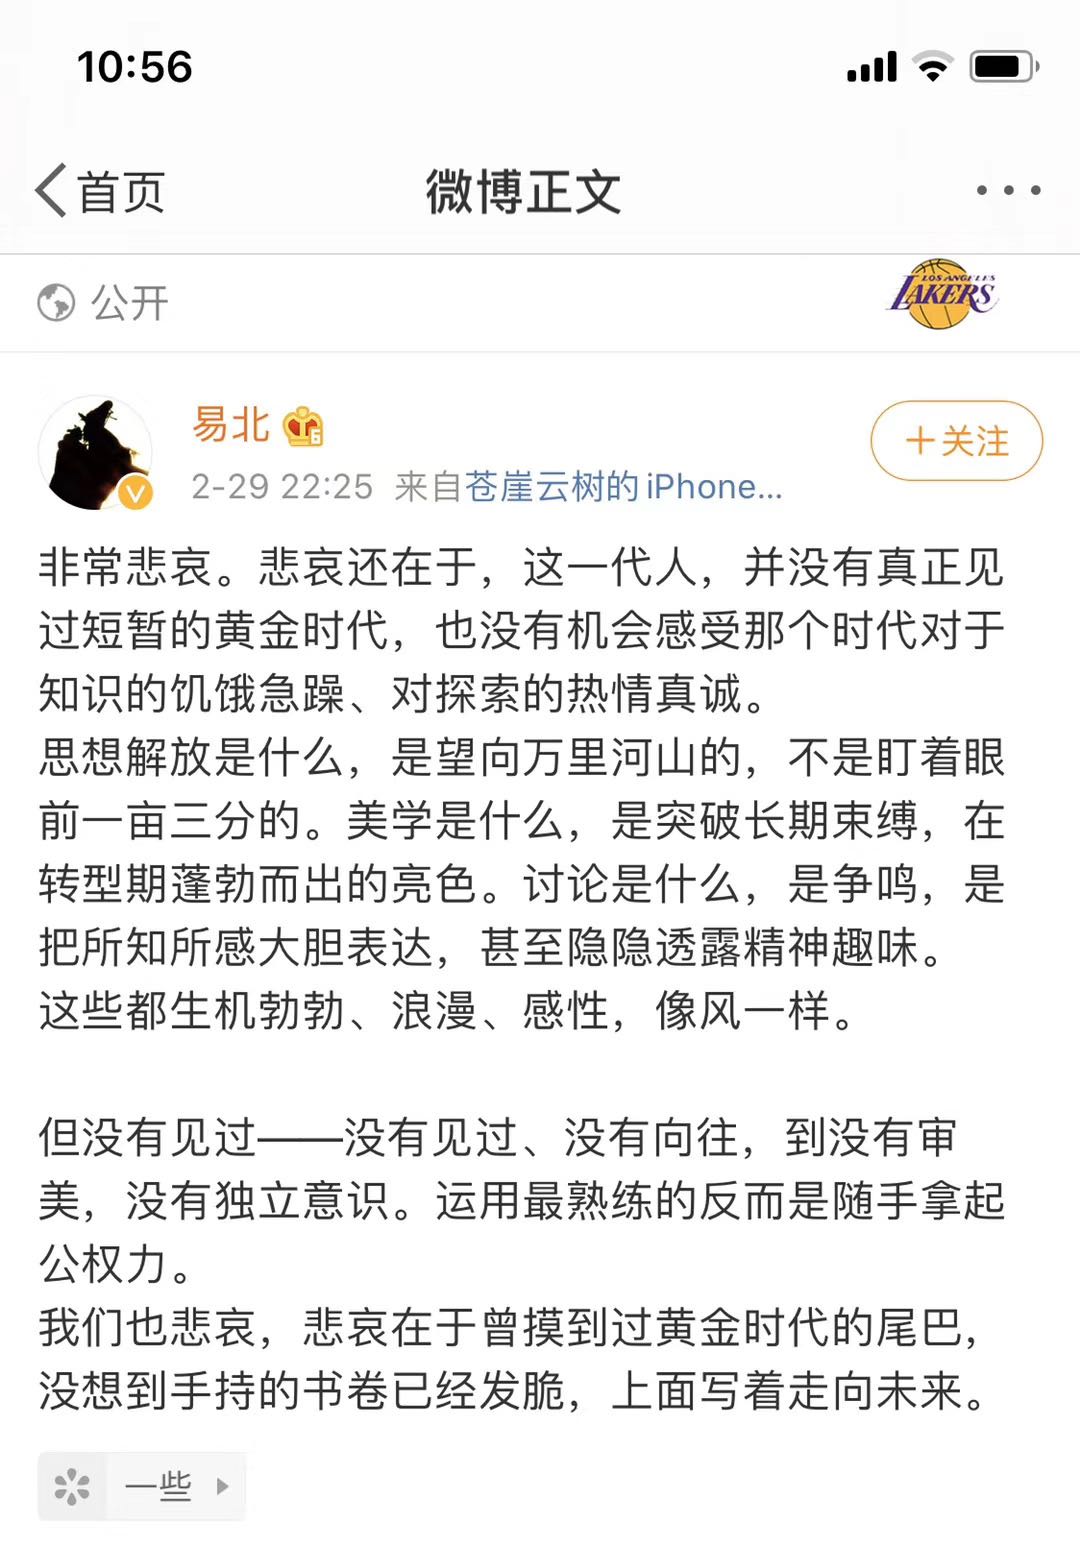 10:56
首页
微博正文
公开
LOS ANGELES
LAKERS
易北
6
+关注
V
2-29 22:25 来自苍崖云树的iPhone...
非常悲哀。悲哀还在于，这一代人，并没有真正见
过短暂的黄金时代，也没有机会感受那个时代对于
知识的饥饿急躁、对探索的热情真诚。
思想解放是什么，是望向万里河山的，不是盯着眼
前一亩三分的。美学是什么，是突破长期束缚，在
转型期蓬勃而出的亮色。讨论是什么，是争鸣，是
把所知所感大胆表达，甚至隐隐透露精神趣味。
这些都生机勃勃、浪漫、感性，像风一样。
但没有见过——没有见过、没有向往，到没有审
美，没有独立意识。运用最熟练的反而是随手拿起
公权力。
我们也悲哀，悲哀在于曾摸到过黄金时代的尾巴，
没想到手持的书卷已经发脆，上面写着走向未来。
一些